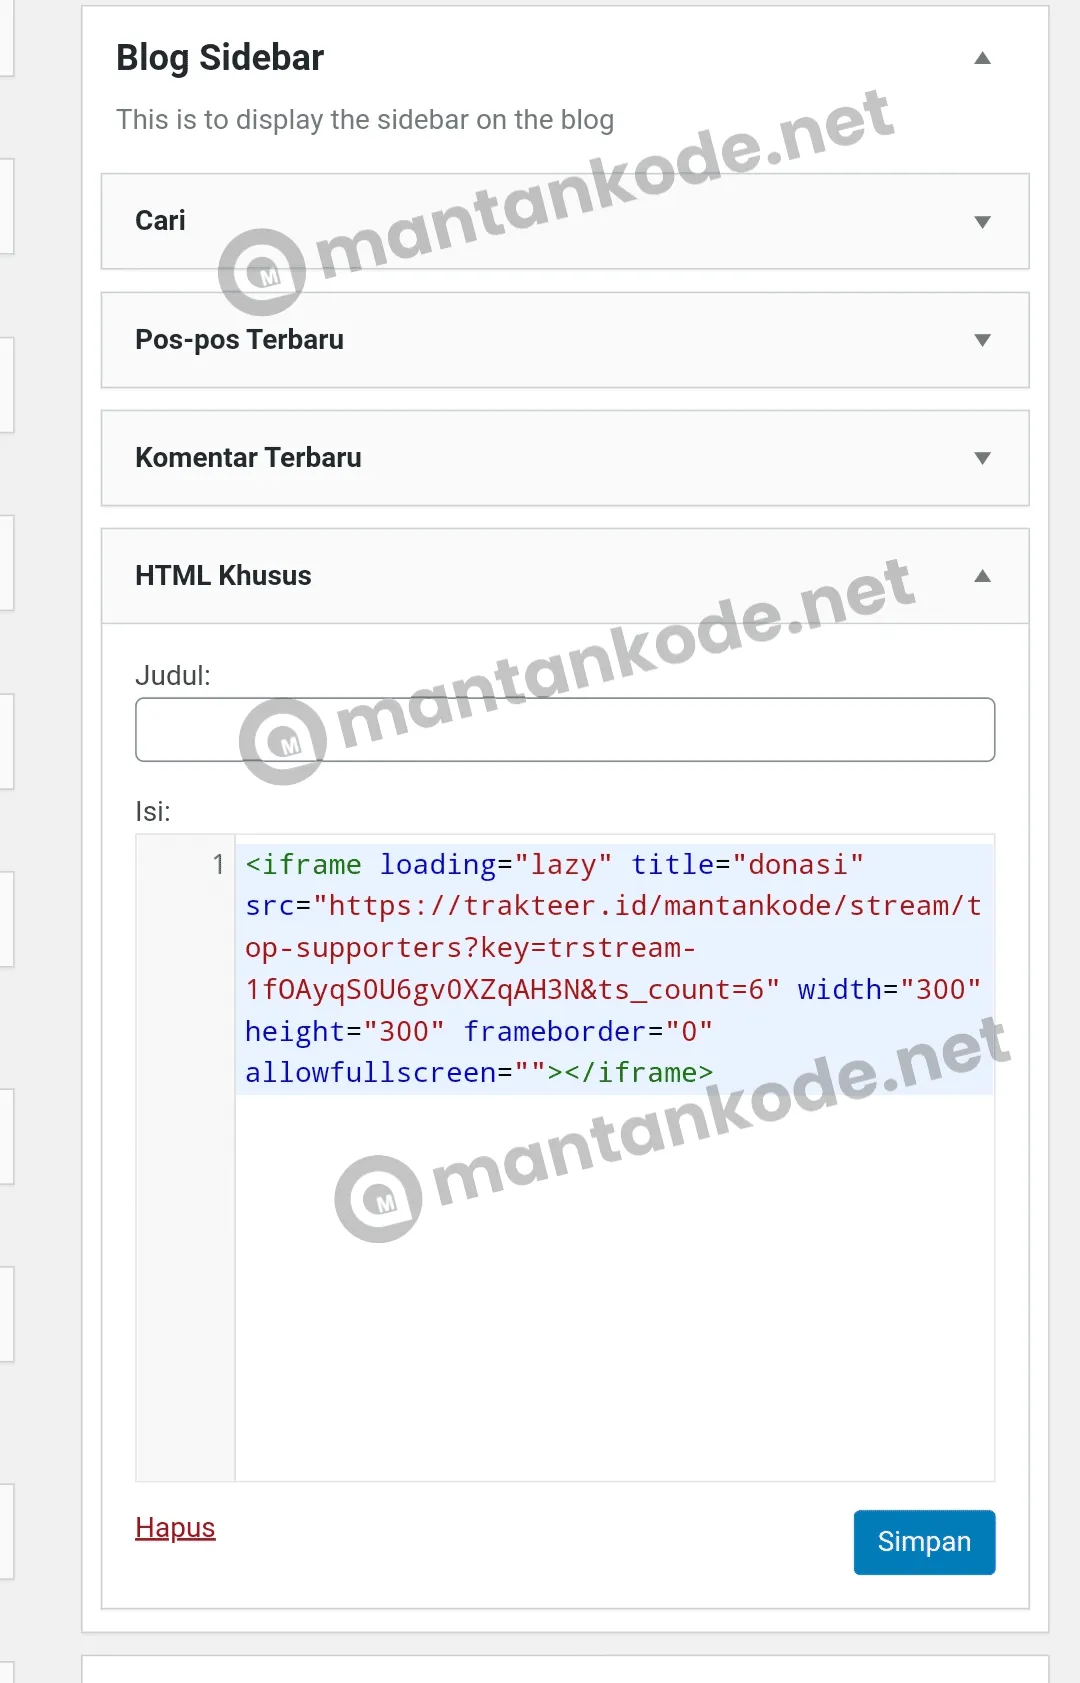 Blog Sidebar
This is to display the sidebar on the blog
mantankode.net
Cari
M
Pos-pos Terbaru
Komentar Terbaru
HTML Khusus
mantankode.net
Judul:
M
Isi:
1
<iframe loading="lazy" title="donasi"
src="https://trakteer.id/mantankode/stream/t
op-supporters?key=trstream-
1fOAyqS0U6gv0XZqAH3N&ts_count=6" width="300"
height="300" frameborder="0"
allowfullscreen=""></iframe>
mantankode.net
M
Hapus
Simpan